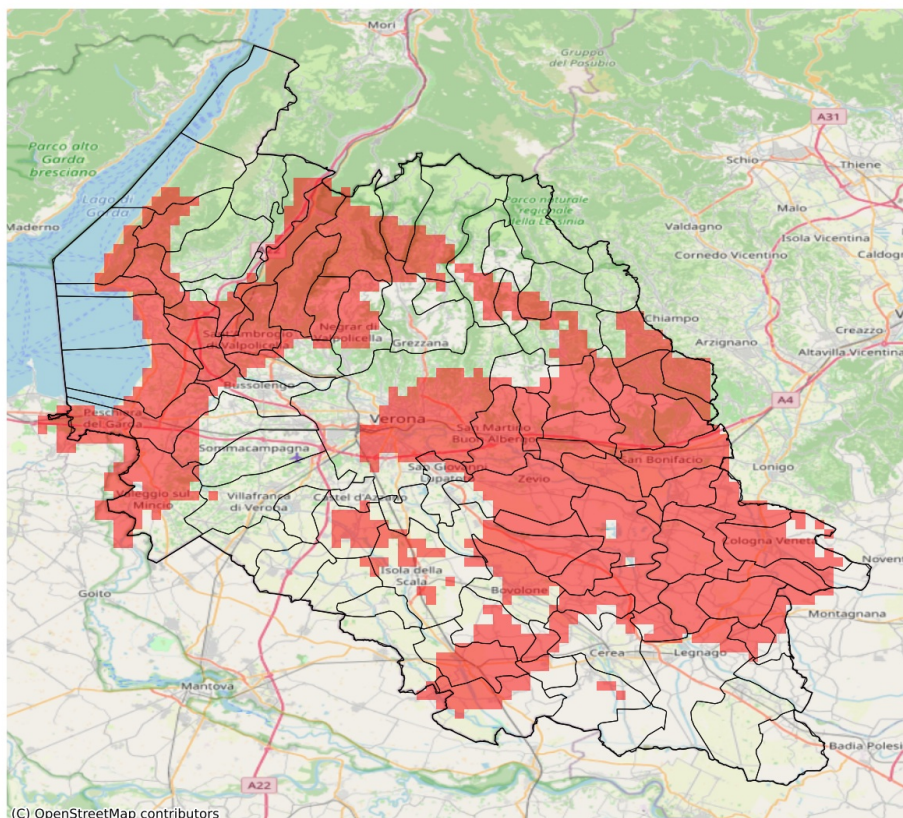 Mori
Gruppo
del Pasubio
A31
Parco alto
Garda
bresciano
Schio
Thiene
Lago di
Garda
Malo
Parco naturale
regionale
della Lessinia
Maderno
Valdagno
Isola Vicentina
Cornedo Vicentino
Caldogn
Chiampo
Sant'Ambrogio
di Valpolicella
Negrar di
Valpolicella
Grezzana
Arzignano
Creazzo
Altavilla Vicentina
Bussolengo
A4
Peschiera
del Garda
Verona
San Martino
Buon Albergo
Sommacampagna
San Giovanni
Lupatoto
San Bonifacio
Lonigo
Zevio
Valeggio sul
Mincio
Villafranca
di Verona
Castel d'Azzano
Cologna Veneta
Novent
Isola della
Scala
Goito
Bovolone
Montagnana
Cerea
Legnago
Mantova
Badia Polesi
A22
(C) OpenStreetMap contributors